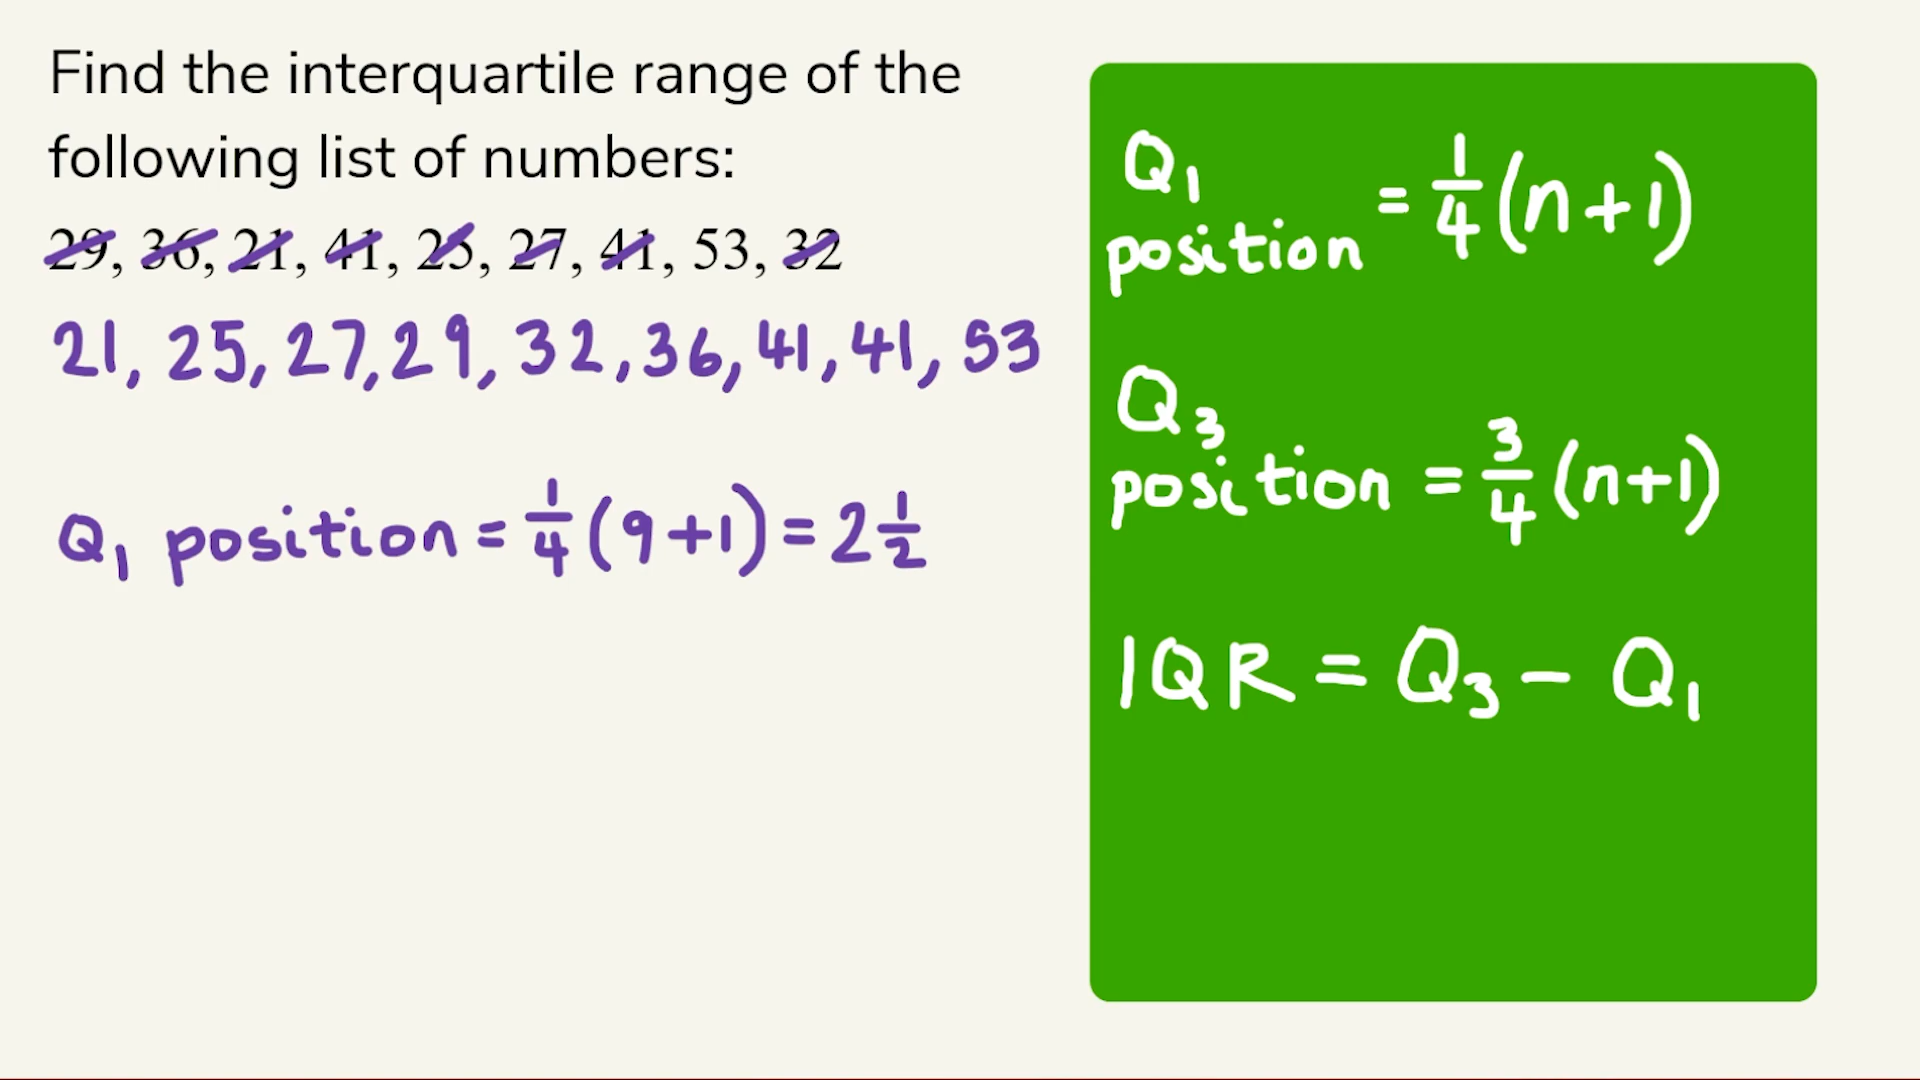 Find the interquartile range of the
following list of numbers:
29, 36, 21, 41, 25, 27, 41, 53, 32
21, 25, 27, 29, 32, 36, 41, 41, 53
Q₁ position = 1/4 (9+1) = 2 1/2
Q₁ position = 1/4 (n+1)
Q₃ position = 3/4 (n+1)
IQR = Q₃ − Q₁